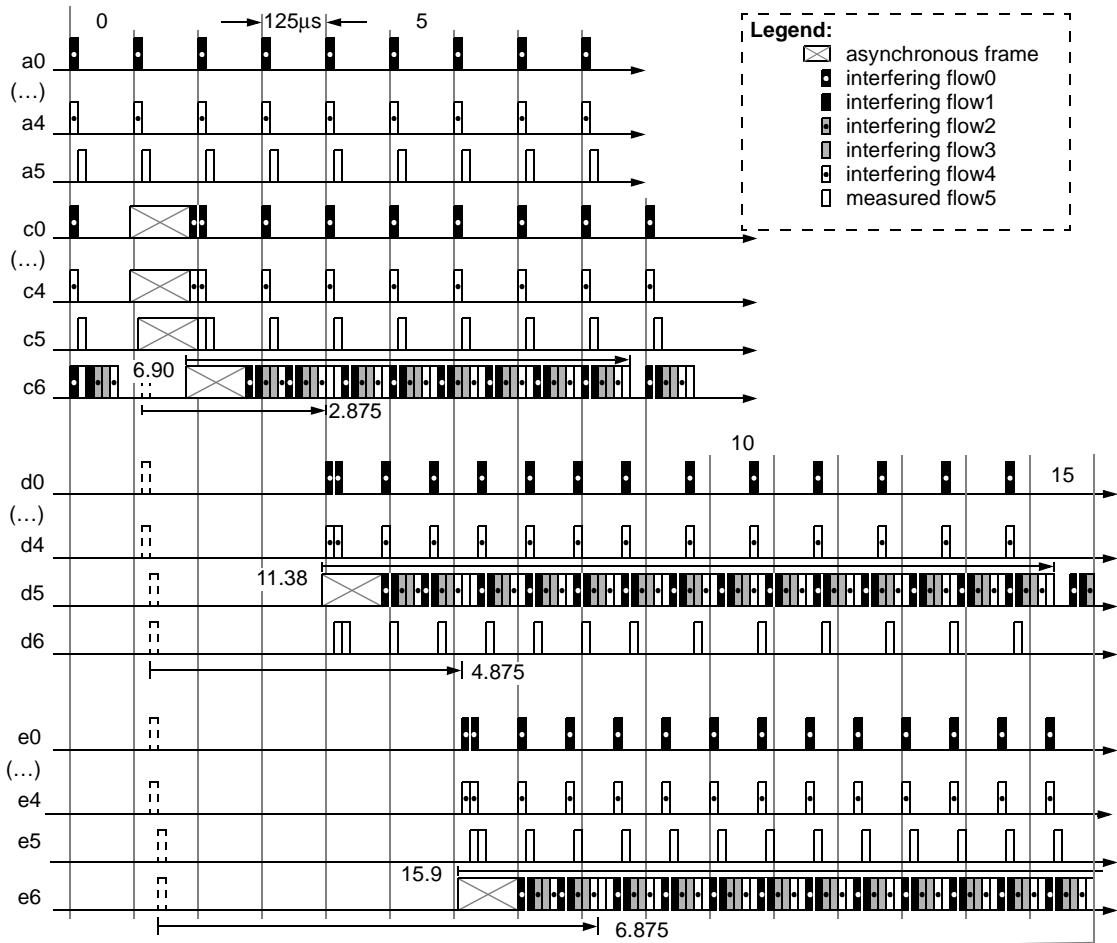 0
125μs
5
Legend:
asynchronous frame
interfering flow0
interfering flow1
interfering flow2
interfering flow3
interfering flow4
measured flow5
a0
(...)
a4
a5
c0
(...)
c4
c5
6.90
c6
2.875
10
d0
15
(...)
d4
11.38
d5
d6
4.875
e0
(...)
e4
e5
15.9
e6
6.875